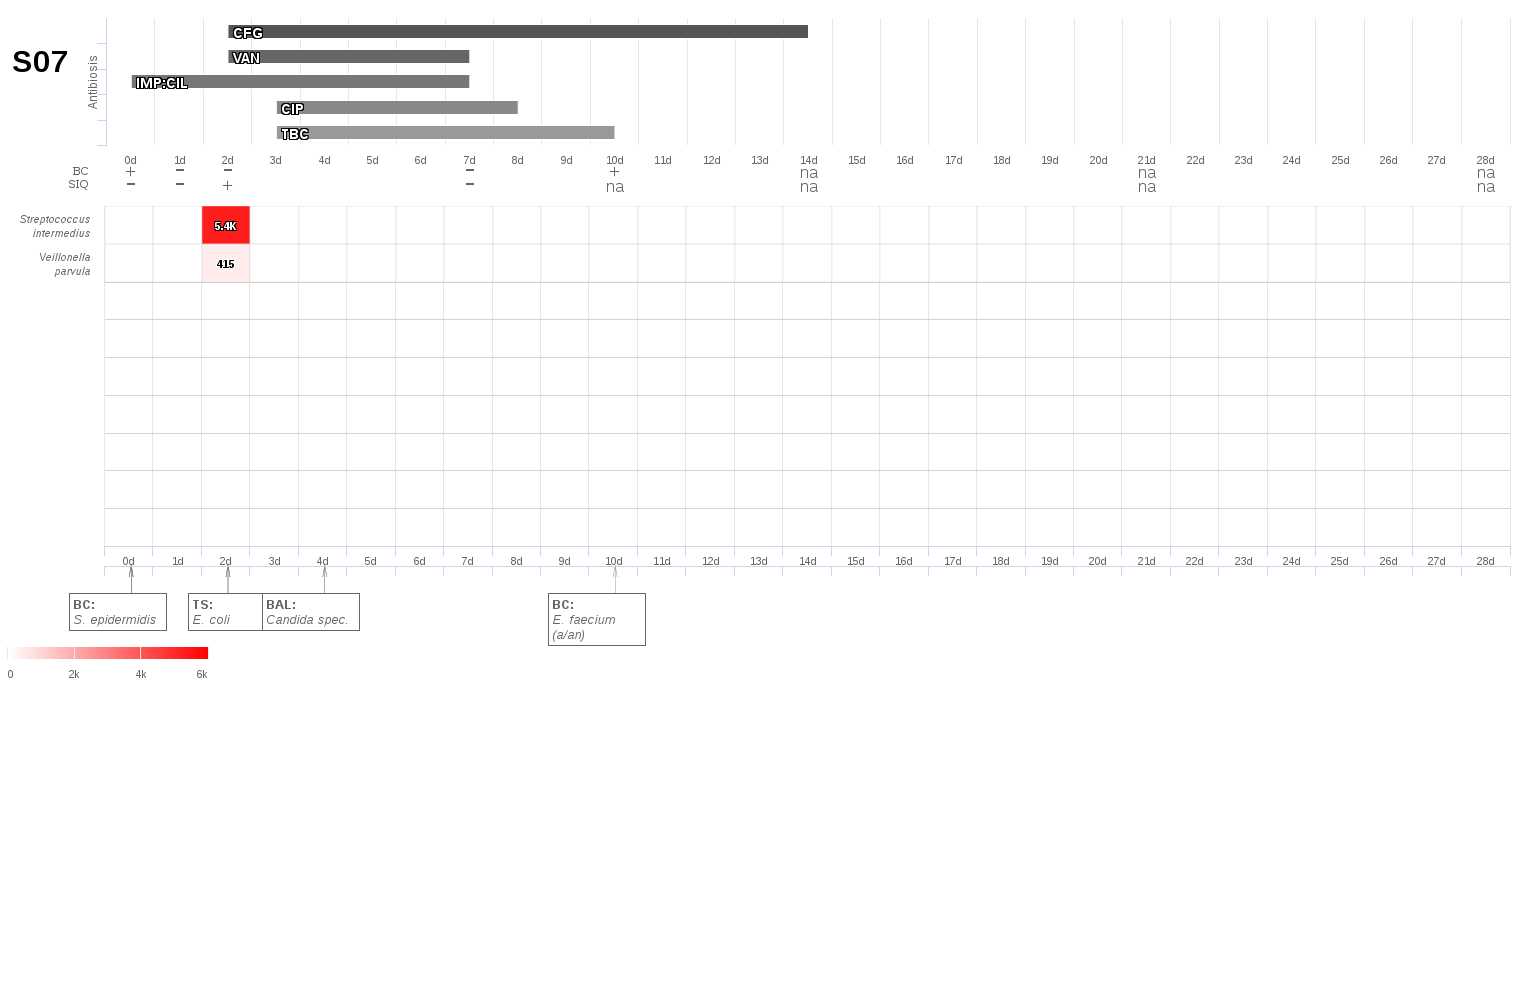 S07
Antibiosis
CFG
VAN
IMP:CIL
CIP
TBC
0d 1d 2d 3d 4d 5d 6d 7d 8d 9d 10d 11d 12d 13d 14d 15d 16d 17d 18d 19d 20d 21d 22d 23d 24d 25d 26d 27d 28d
BC + - - - + na na na
SIQ - - + - na na na na
Streptococcus
intermedius
5.4K
Veillonella
parvula
415
0d 1d 2d 3d 4d 5d 6d 7d 8d 9d 10d 11d 12d 13d 14d 15d 16d 17d 18d 19d 20d 21d 22d 23d 24d 25d 26d 27d 28d
BC:
S. epidermidis
TS:
E. coli
BAL:
Candida spec.
BC:
E. faecium
(a/an)
0 2k 4k 6k